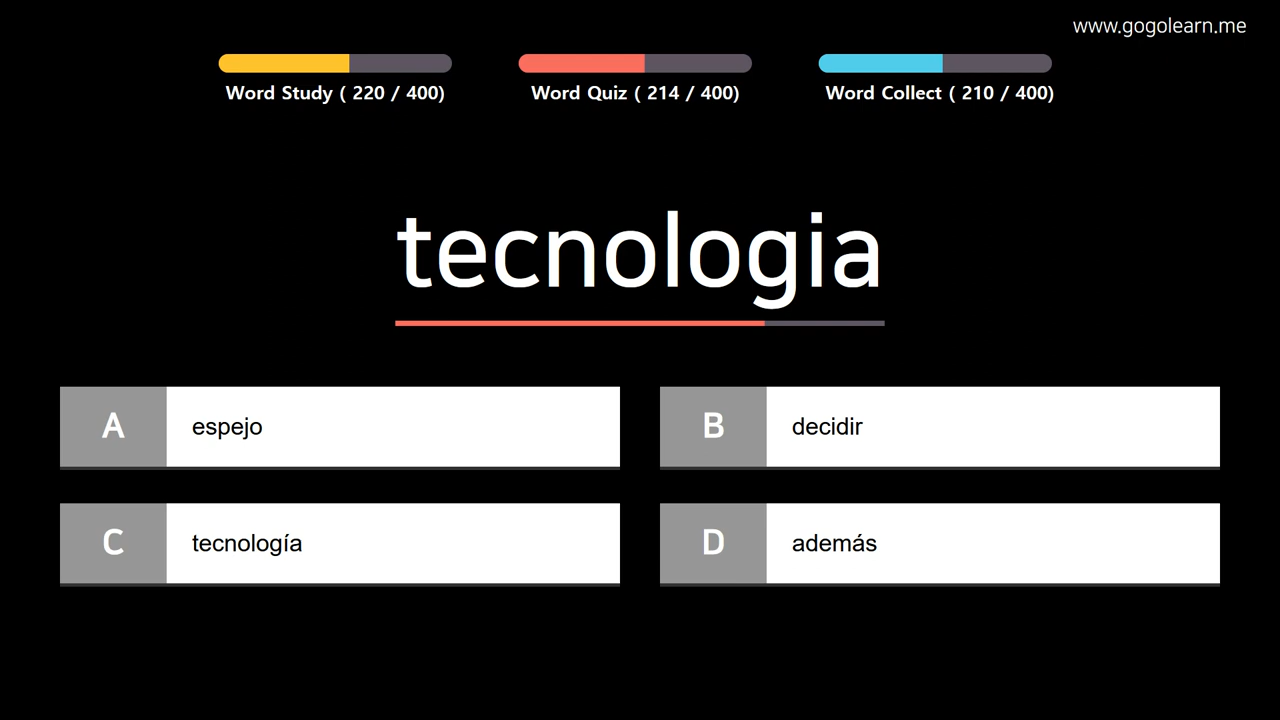 www.gogolearn.me
Word Study ( 220 / 400)
Word Quiz ( 214 / 400)
Word Collect ( 210 / 400)
tecnologia
A espejo
B decidir
C tecnología
D además